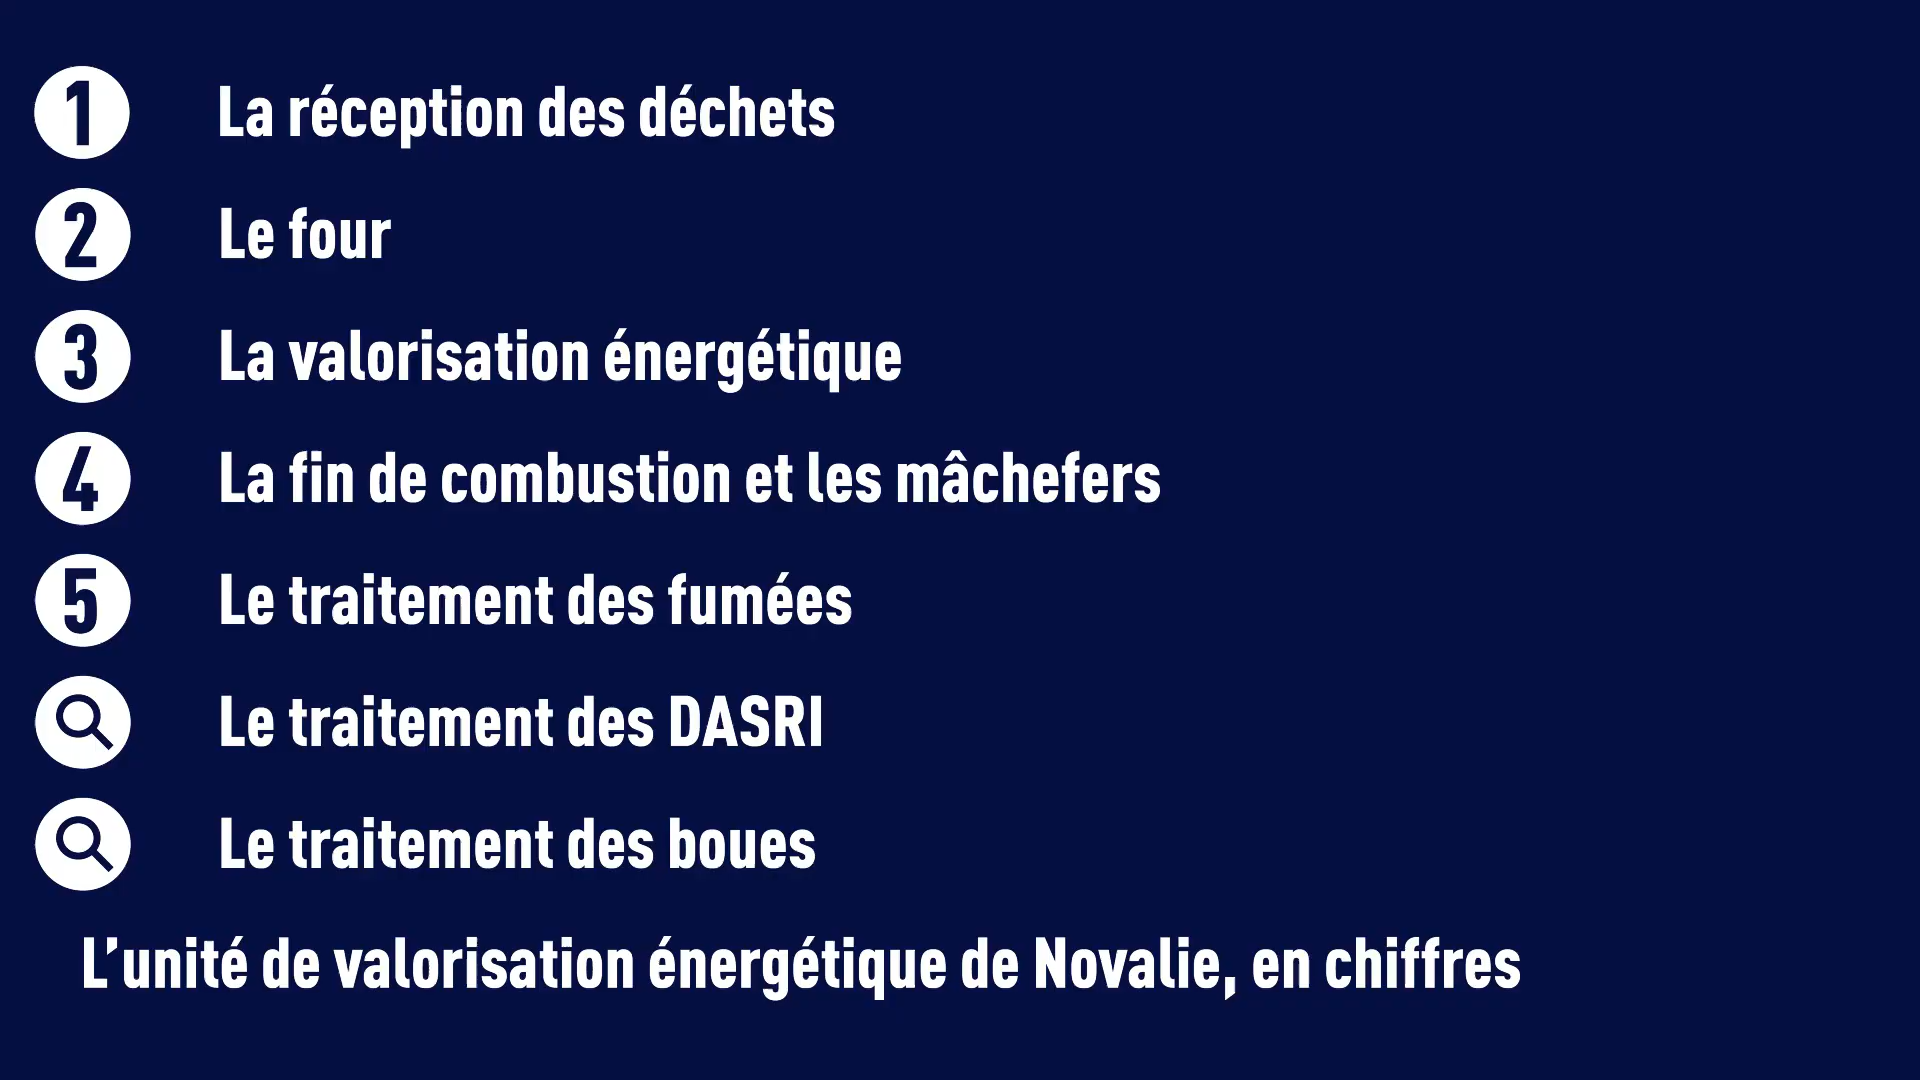 1 La réception des déchets
2 Le four
3 La valorisation énergétique
4 La fin de combustion et les mâchefers
5 Le traitement des fumées
Le traitement des DASRI
Le traitement des boues
L’unité de valorisation énergétique de Novalie, en chiffres